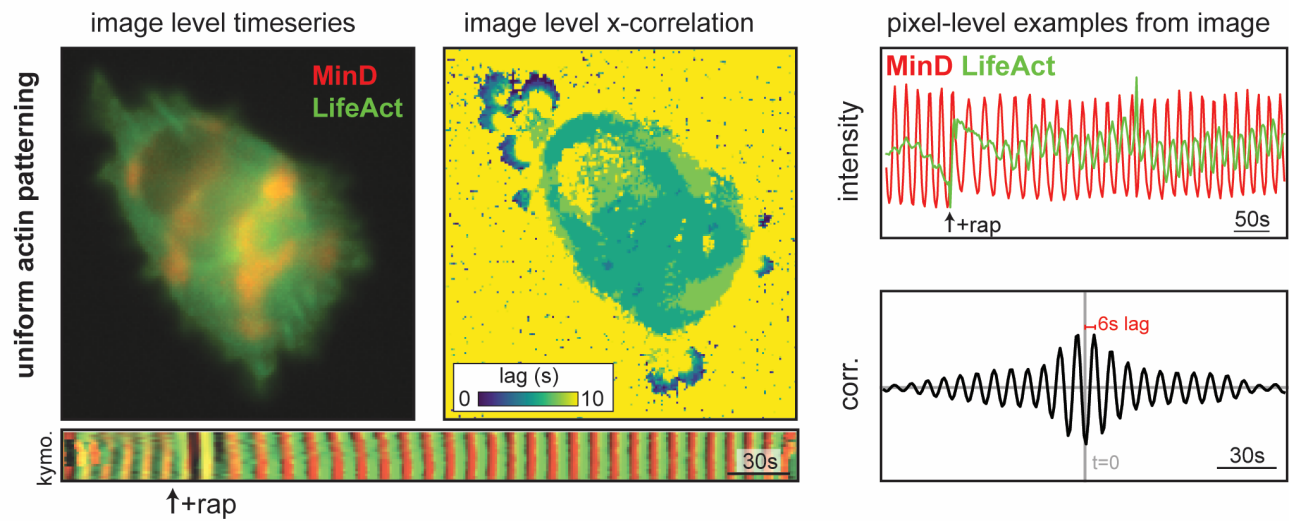 image level timeseries
image level x-correlation
pixel-level examples from image
uniform actin patterning
MinD
LifeAct
lag (s)
0 10
kymo.
30s
↑+rap
MinD LifeAct
intensity
↑+rap
50s
corr.
6s lag
t=0
30s